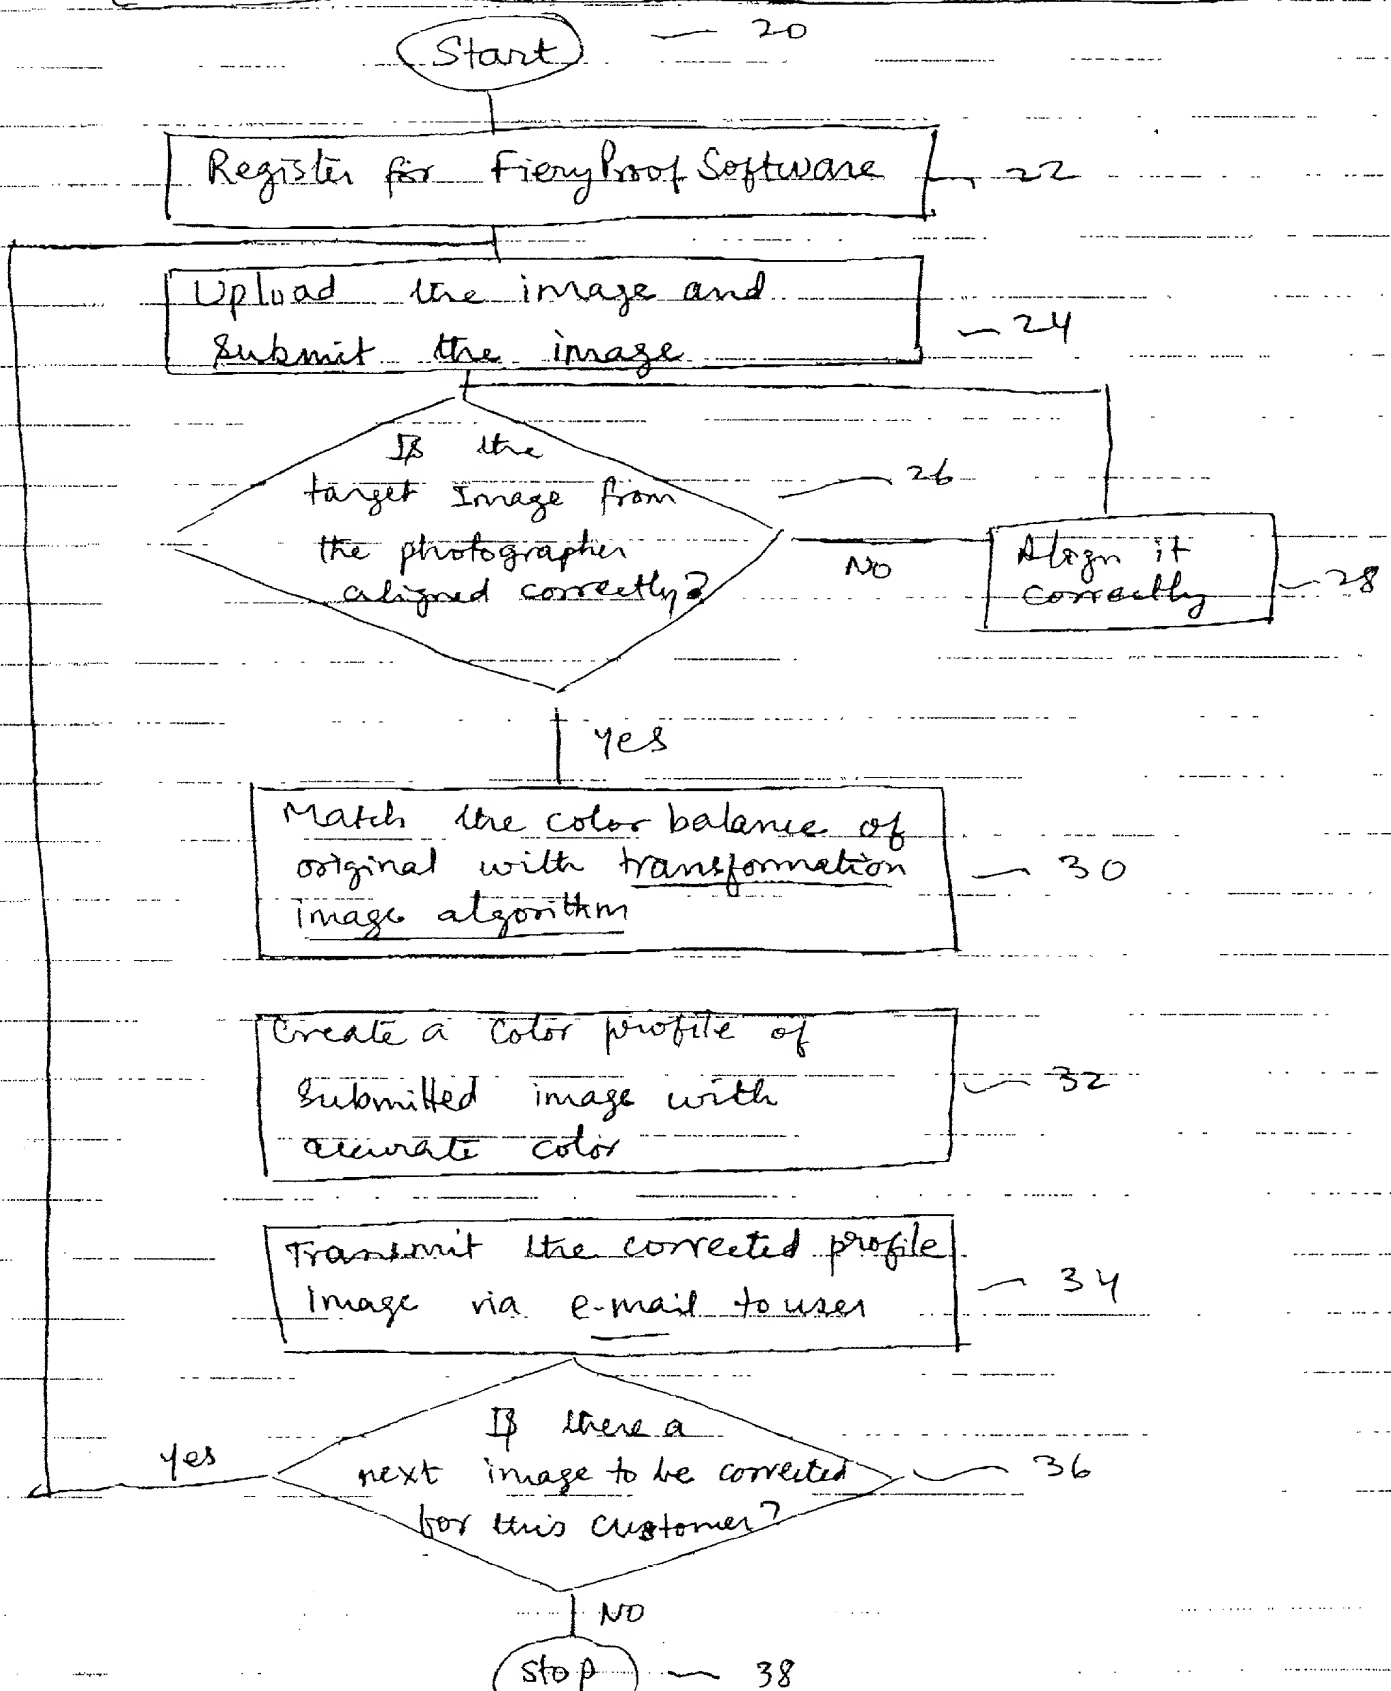 Start — 20
Register for FieryProof Software — 22
Upload the image and
Submit the image — 24
Is the
target Image from — 26
the photographer
aligned correctly?
NO
Align it
correctly — 28
Yes
Match the color balance of
original with transformation — 30
image algorithm
Create a color profile of
Submitted image with — 32
accurate color
Transmit the corrected profile
Image via e-mail to user — 34
Is there a
Yes
next image to be corrected — 36
for this customer?
NO
Stop — 38